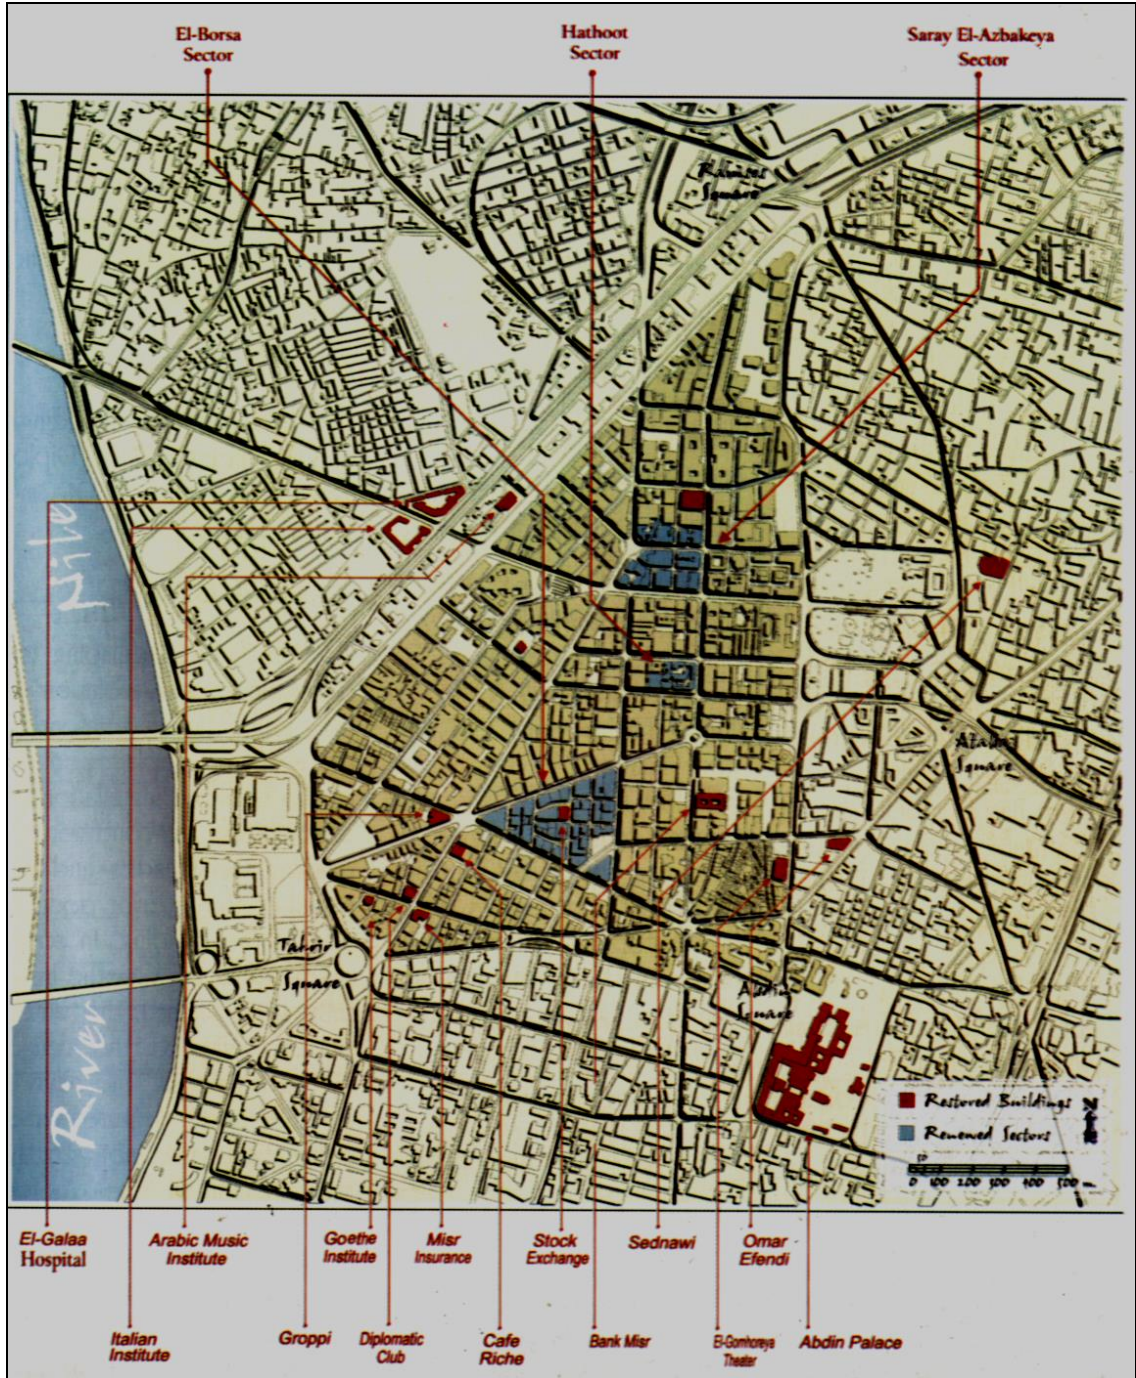 El-Borsa
Sector
Hathoot
Sector
Saray El-Azbakeya
Sector
Ramses
Square
Nile
Ataba
Square
Tahrir
Square
Abdin
Square
River
Restored Buildings
Renewed Sectors
0 100 200 300 400 500 m.
El-Galaa
Hospital
Arabic Music
Institute
Goethe
Institute
Misr
Insurance
Stock
Exchange
Sednawi
Omar
Efendi
Italian
Institute
Groppi
Diplomatic
Club
Cafe
Riche
Bank Misr
El-Gomhoreya
Theater
Abdin Palace